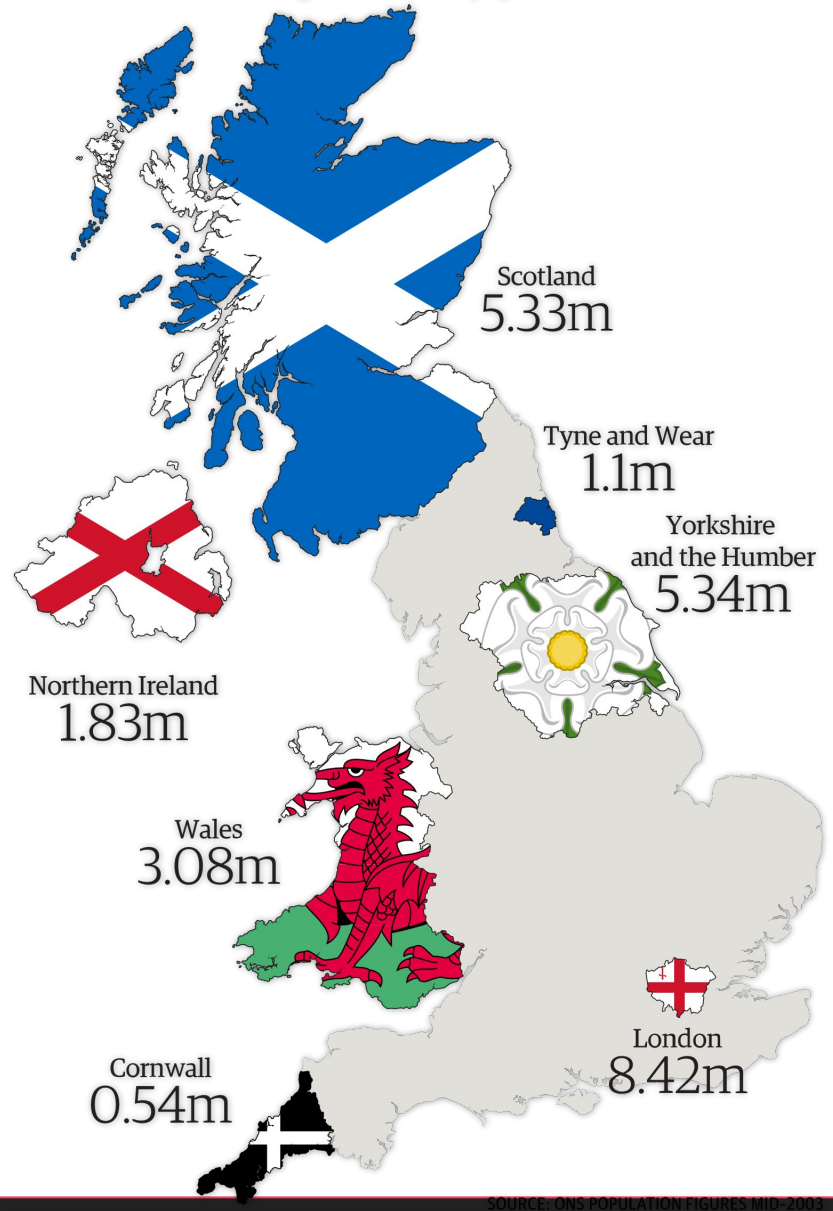 Scotland
5.33m
Tyne and Wear
1.1m
Yorkshire
and the Humber
5.34m
Northern Ireland
1.83m
Wales
3.08m
London
8.42m
Cornwall
0.54m
SOURCE: ONS POPULATION FIGURES MID-2003